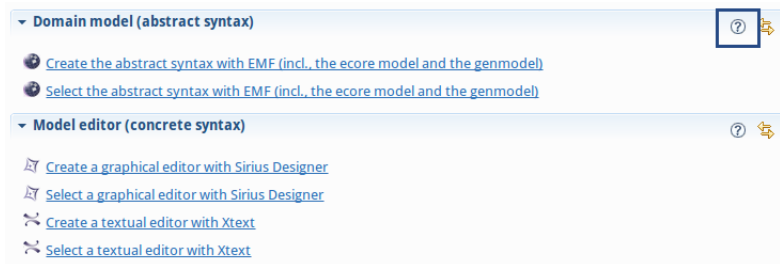 Domain model (abstract syntax)
Create the abstract syntax with EMF (incl., the ecore model and the genmodel)
Select the abstract syntax with EMF (incl., the ecore model and the genmodel)
Model editor (concrete syntax)
Create a graphical editor with Sirius Designer
Select a graphical editor with Sirius Designer
Create a textual editor with Xtext
Select a textual editor with Xtext